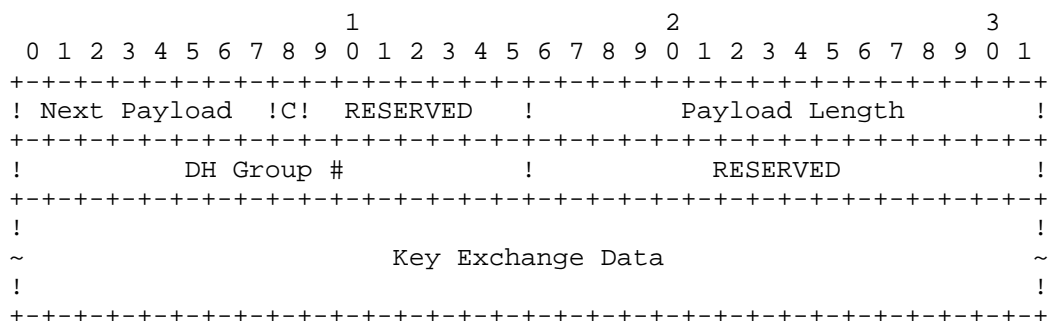 1                   2                   3
 0 1 2 3 4 5 6 7 8 9 0 1 2 3 4 5 6 7 8 9 0 1 2 3 4 5 6 7 8 9 0 1
+-+-+-+-+-+-+-+-+-+-+-+-+-+-+-+-+-+-+-+-+-+-+-+-+-+-+-+-+-+-+-+-+
! Next Payload  !C!  RESERVED   !         Payload Length        !
+-+-+-+-+-+-+-+-+-+-+-+-+-+-+-+-+-+-+-+-+-+-+-+-+-+-+-+-+-+-+-+-+
!          DH Group #           !           RESERVED            !
+-+-+-+-+-+-+-+-+-+-+-+-+-+-+-+-+-+-+-+-+-+-+-+-+-+-+-+-+-+-+-+-+
!                                                               !
~                       Key Exchange Data                       ~
!                                                               !
+-+-+-+-+-+-+-+-+-+-+-+-+-+-+-+-+-+-+-+-+-+-+-+-+-+-+-+-+-+-+-+-+